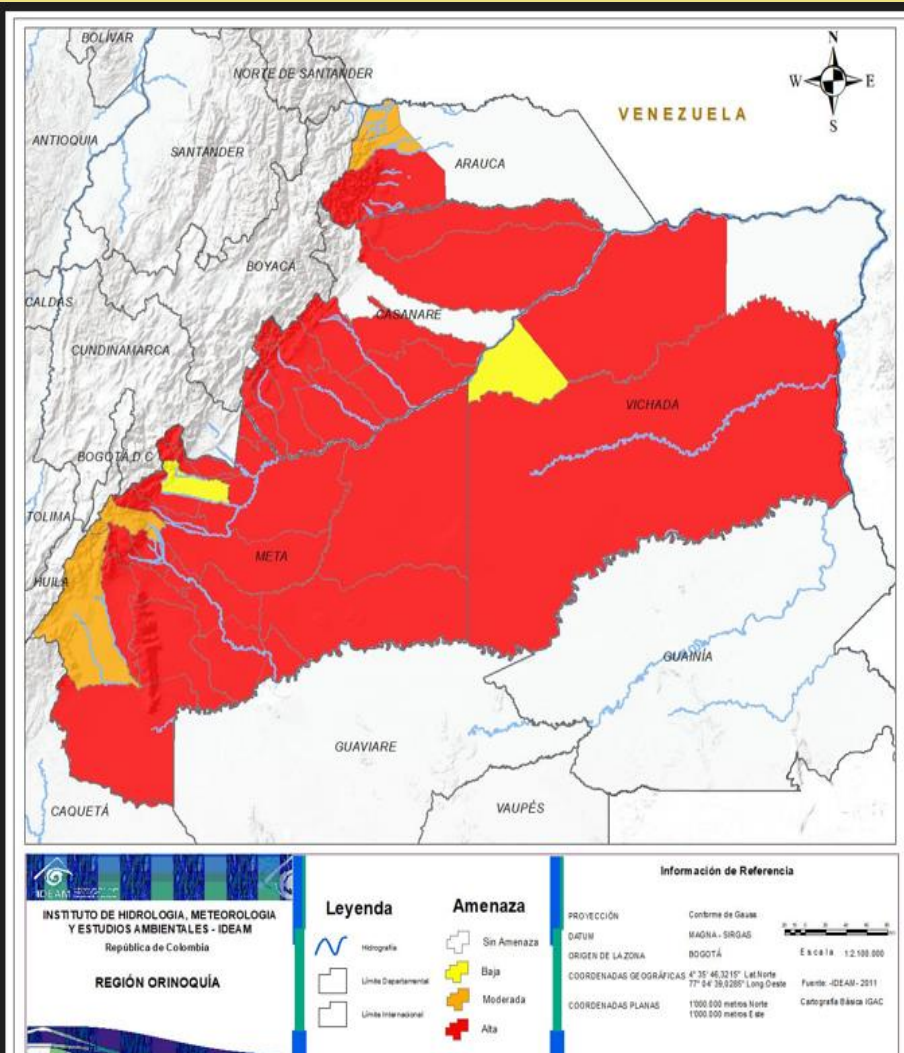 BOLÍVAR
N
NORTE DE SANTANDER
W
E
VENEZUELA
S
ANTIOQUIA
SANTANDER
ARAUCA
BOYACÁ
CALDAS
CASANARE
CUNDINAMARCA
VICHADA
BOGOTÁ D.C
TOLIMA
META
HUILA
GUAINÍA
GUAVIARE
CAQUETÁ
VAUPÉS
IDEAM
INSTITUTO DE HIDROLOGIA, METEOROLOGIA
Y ESTUDIOS AMBIENTALES - IDEAM
República de Colombia
REGIÓN ORINOQUÍA
Leyenda
Hidrografía
Límite Departamental
Límite Internacional
Amenaza
Sin Amenaza
Baja
Moderada
Alta
Información de Referencia
PROYECCIÓN Conforme de Gauss
DATUM MAGNA - SIRGAS
ORIGEN DE LA ZONA BOGOTÁ
COORDENADAS GEOGRÁFICAS 4° 35' 46,3215" Lat.Norte
77° 04' 39,0285" Long.Oeste
COORDENADAS PLANAS 1'000.000 metros Norte
1'000.000 metros Este
Escala 1:2.100.000
Fuente: -IDEAM- 2011
Cartografía Básica IGAC